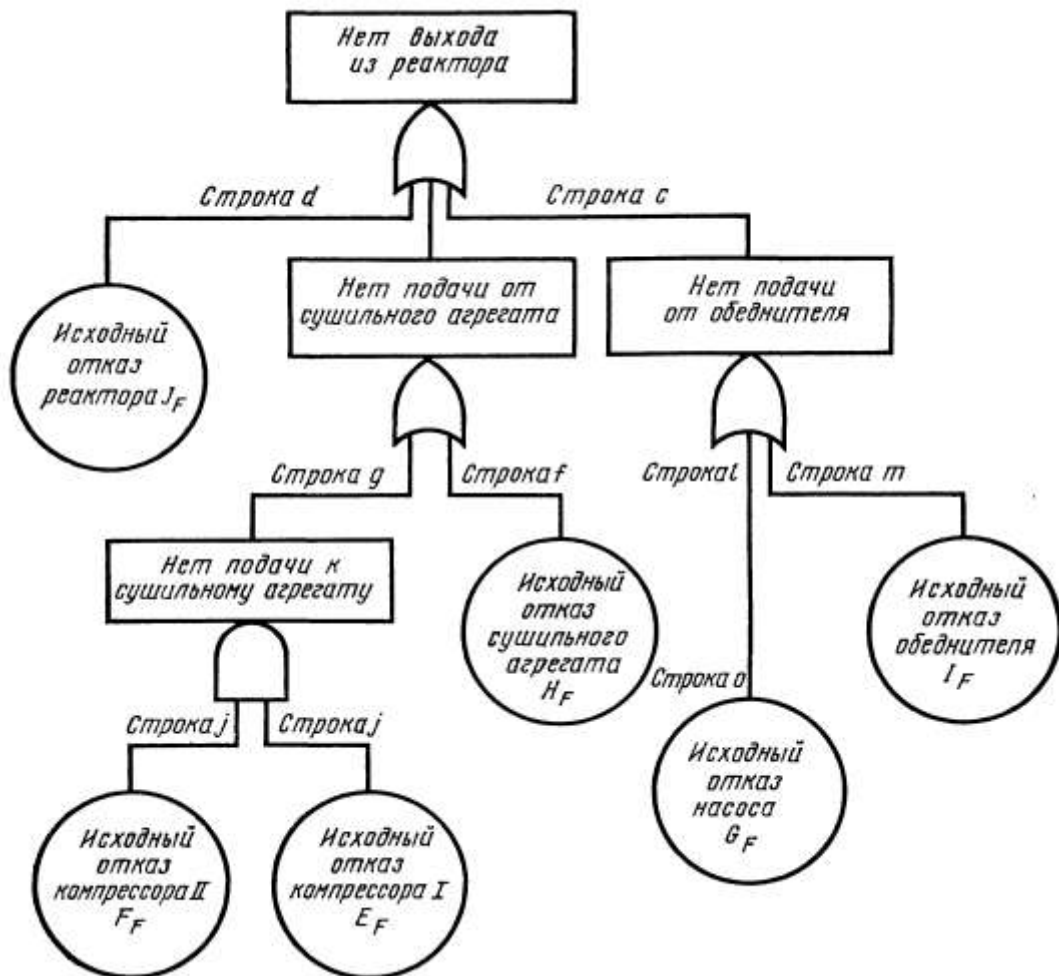 Нет выхода
из реактора
Строка d
Строка c
Нет подачи от
сушильного агрегата
Нет подачи
от обеднителя
Исходный
отказ
реактора J_F
Строка g
Строка f
Строка l
Строка m
Нет подачи к
сушильному агрегату
Исходный
отказ
сушильного
агрегата
H_F
Исходный
отказ
обеднителя
I_F
Строка o
Строка j
Строка j
Исходный
отказ
насоса
G_F
Исходный
отказ
компрессора II
F_F
Исходный
отказ
компрессора I
E_F